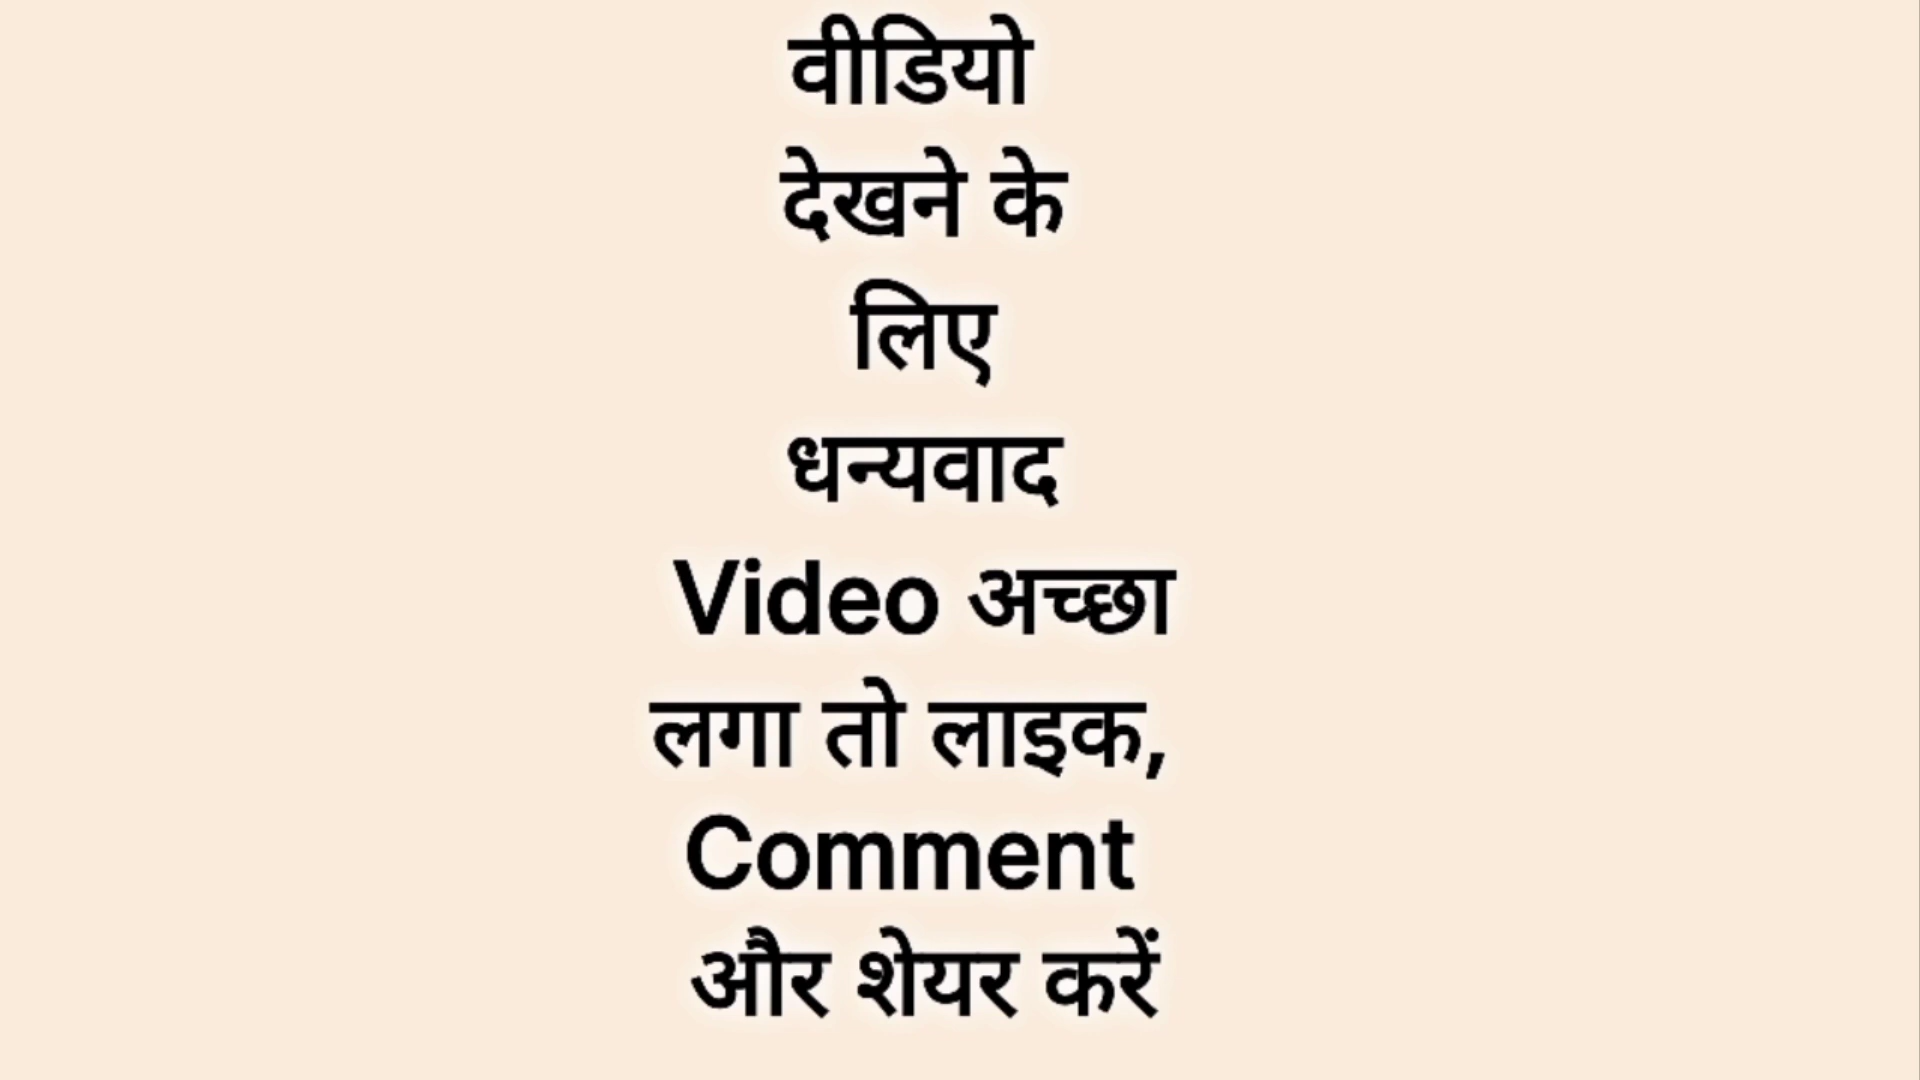 वीडियो
देखने के
लिए
धन्यवाद
Video अच्छा
लगा तो लाइक,
Comment
और शेयर करें